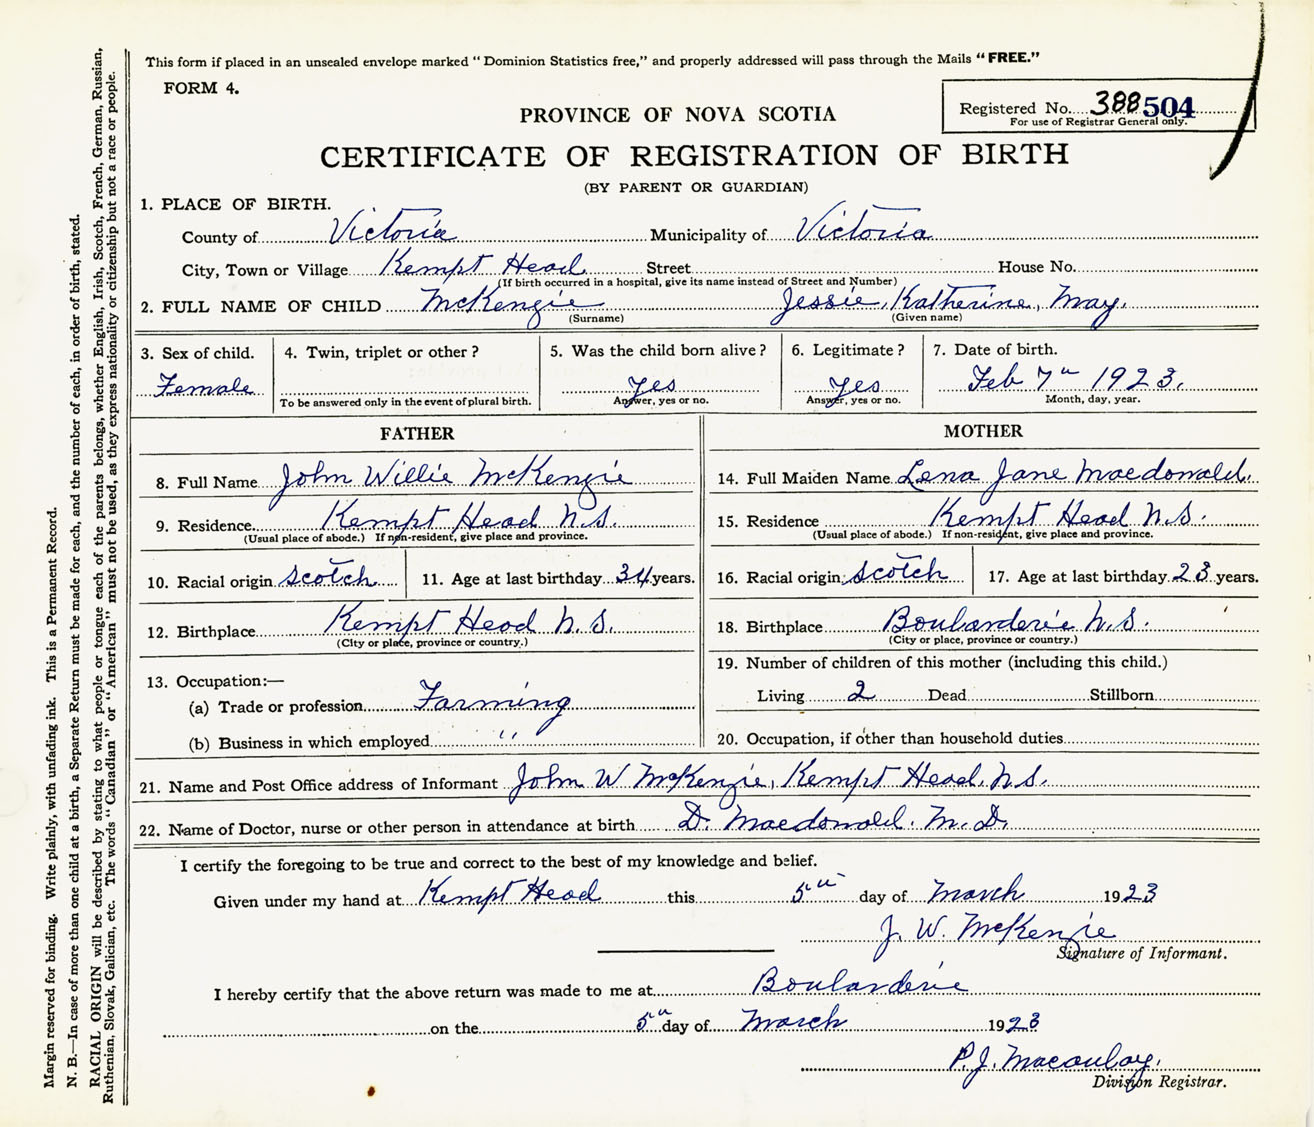 This form if placed in an unsealed envelope marked "Dominion Statistics free," and properly addressed will pass through the Mails "FREE."
FORM 4.
Registered No. 388504
For use of Registrar General only.
PROVINCE OF NOVA SCOTIA
CERTIFICATE OF REGISTRATION OF BIRTH
(BY PARENT OR GUARDIAN)
1. PLACE OF BIRTH.
County of Victoria Municipality of Victoria
City, Town or Village Kempt Head Street House No.
(If birth occurred in a hospital, give its name instead of Street and Number)
2. FULL NAME OF CHILD McKenzie Jessie, Katherine, May.
(Surname) (Given name)
3. Sex of child. 4. Twin, triplet or other? 5. Was the child born alive? 6. Legitimate? 7. Date of birth.
Female Yes Yes Feb 7th 1923.
To be answered only in the event of plural birth. Answer, yes or no. Answer, yes or no. Month, day, year.
FATHER MOTHER
8. Full Name John Willie McKenzie 14. Full Maiden Name Lena Jane Macdonald.
9. Residence Kempt Head N.S. 15. Residence Kempt Head N.S.
(Usual place of abode.) If non-resident, give place and province. (Usual place of abode.) If non-resident, give place and province.
10. Racial origin Scotch 11. Age at last birthday 34 years. 16. Racial origin Scotch 17. Age at last birthday 23 years.
12. Birthplace Kempt Head N.S. 18. Birthplace Boularderie N.S.
(City or place, province or country.) (City or place, province or country.)
13. Occupation:— 19. Number of children of this mother (including this child.)
(a) Trade or profession Farming Living 2 Dead Stillborn
(b) Business in which employed " 20. Occupation, if other than household duties
21. Name and Post Office address of Informant John W McKenzie, Kempt Head, N.S.
22. Name of Doctor, nurse or other person in attendance at birth D. Macdonald. M.D.
I certify the foregoing to be true and correct to the best of my knowledge and belief.
Given under my hand at Kempt Head this 5th day of March 1923
J. W. McKenzie
Signature of Informant.
I hereby certify that the above return was made to me at Boularderie
on the 5th day of March 1923
P. J. Macaulay.
Division Registrar.
Margin reserved for binding. Write plainly, with unfading ink. This is a Permanent Record.
N. B.—In case of more than one child at a birth, a Separate Return must be made for each, and the number of each, in order of birth, stated.
RACIAL ORIGIN will be described by stating to what people or tongue each of the parents belongs, whether English, Irish, Scotch, French, German, Russian,
Ruthenian, Slovak, Galician, etc. The words "Canadian" or "American" must not be used, as they express nationality or citizenship but not a race or people.